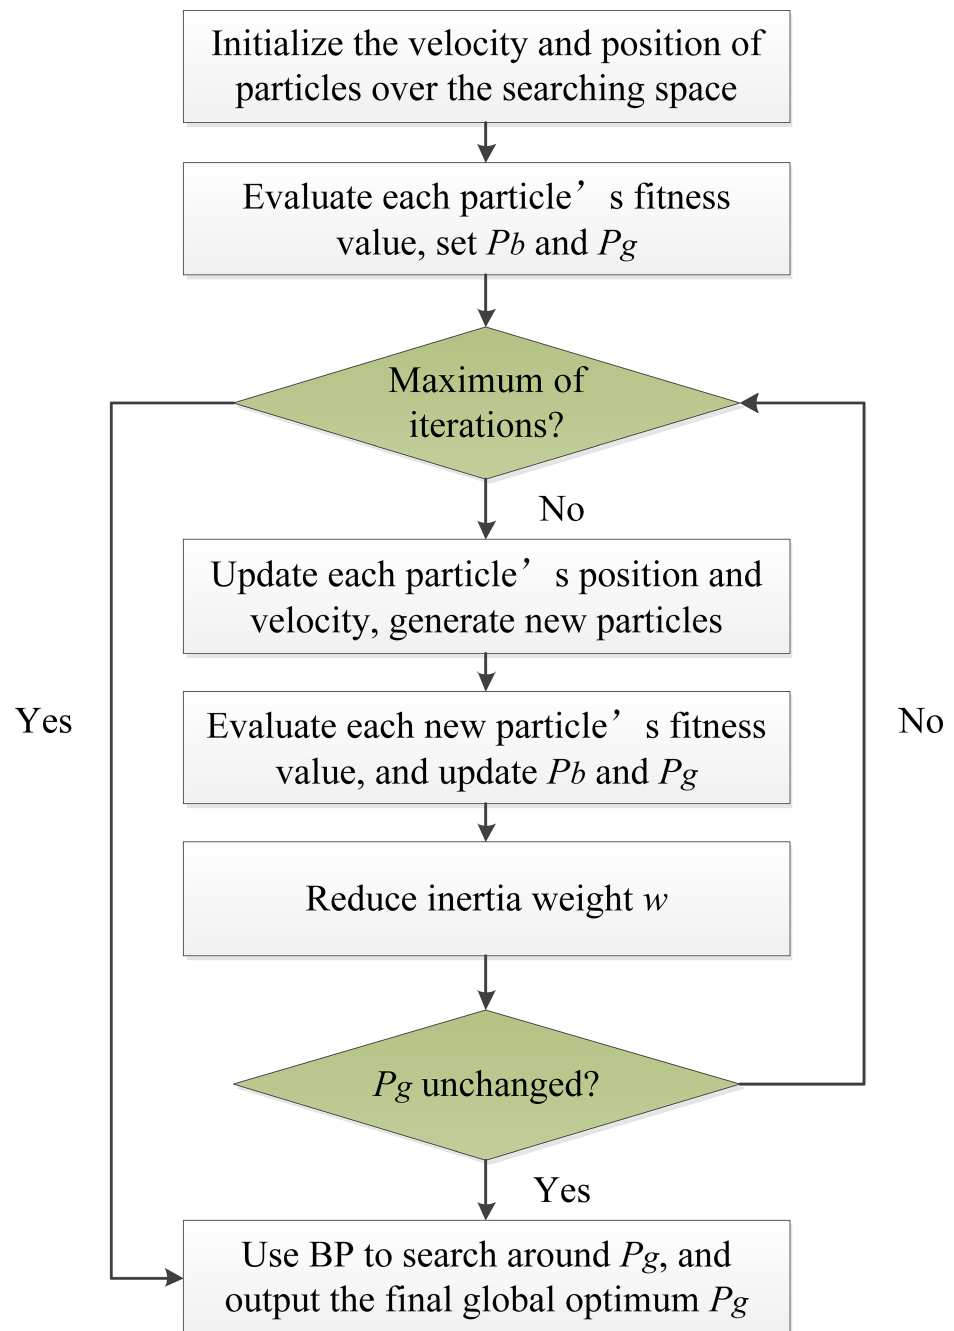 Initialize the velocity and position of
particles over the searching space
Evaluate each particle’s fitness
value, set Pb and Pg
Maximum of
iterations?
No
Update each particle’s position and
velocity, generate new particles
Yes
No
Evaluate each new particle’s fitness
value, and update Pb and Pg
Reduce inertia weight w
Pg unchanged?
Yes
Use BP to search around Pg, and
output the final global optimum Pg